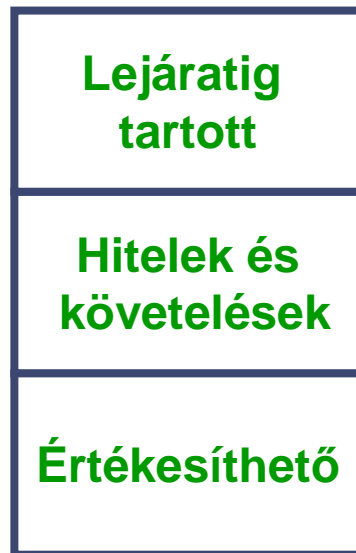 Lejáratig
tartott
Hitelek és
követelések
Értékesíthető